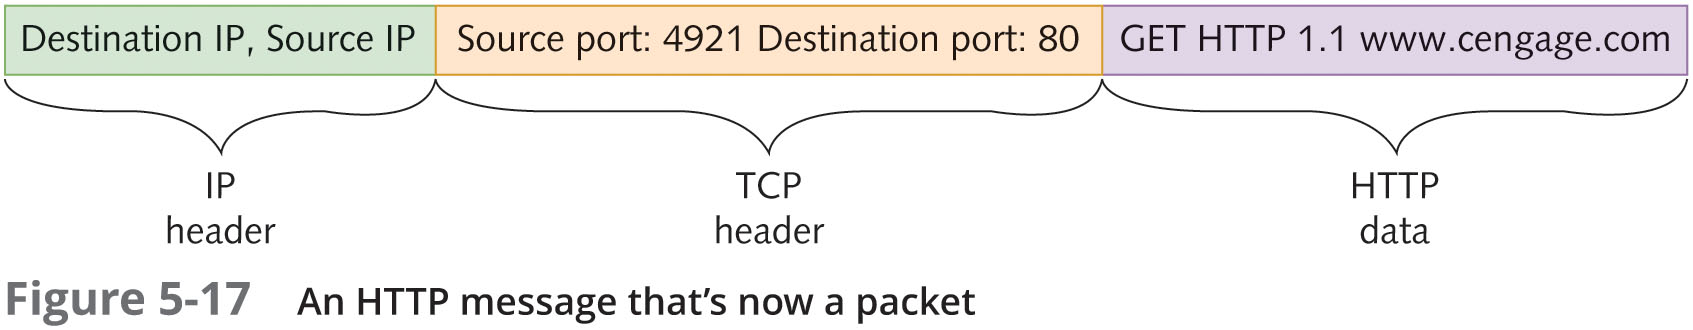 Destination IP, Source IP Source port: 4921 Destination port: 80 GET HTTP 1.1 www.cengage.com
IP header
TCP header
HTTP data
Figure 5-17 An HTTP message that's now a packet